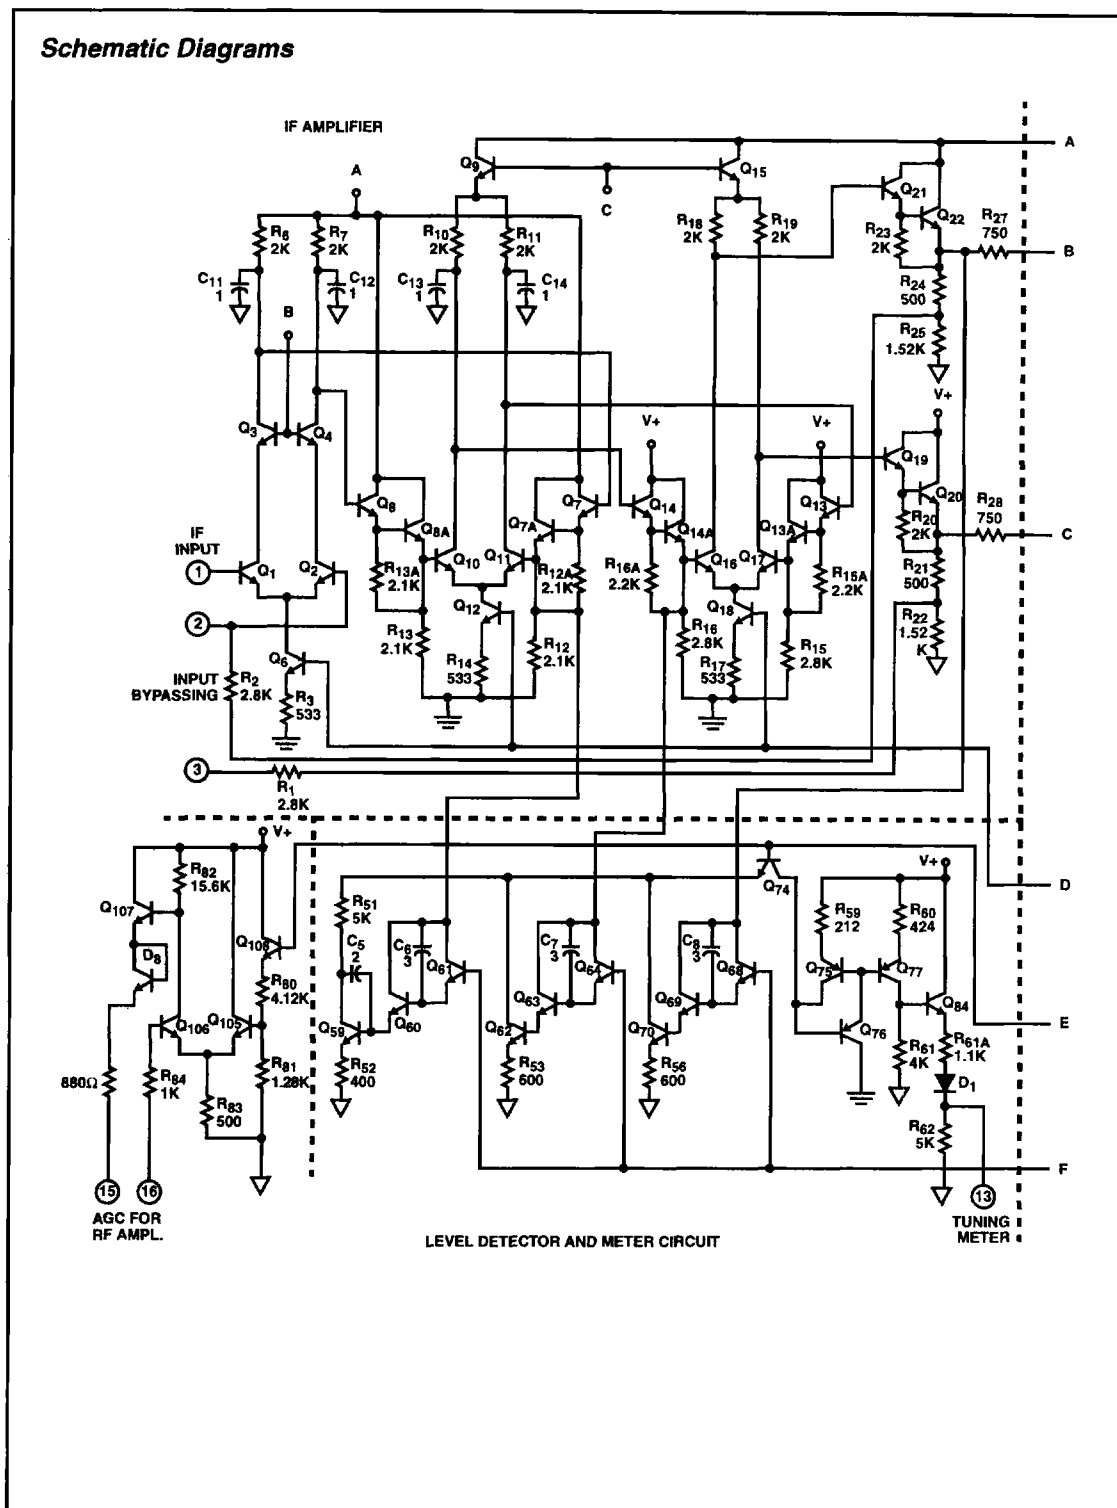 Schematic Diagrams
IF AMPLIFIER
A
Q9
Q15
A
C
Q21
Q22
R27
750
B
R6
2K
R7
2K
R10
2K
R11
2K
R18
2K
R19
2K
R23
2K
C11
1
C12
1
C13
1
C14
1
R24
500
R25
1.52K
B
V+
V+
V+
Q3
Q4
Q19
Q20
R28
750
C
Q8
Q8A
Q7
Q7A
Q14
Q14A
Q13
Q13A
R20
2K
IF
INPUT
1
Q1
Q2
R13A
2.1K
Q10
Q11
R12A
2.1K
R16A
2.2K
Q16
Q17
R15A
2.2K
R21
500
2
Q12
Q18
R22
1.52
K
R13
2.1K
R12
2.1K
R16
2.8K
R15
2.8K
Q6
R14
533
R17
533
INPUT
BYPASSING
R2
2.8K
R3
533
3
R1
2.8K
V+
R82
15.6K
V+
D
Q74
Q107
D8
Q108
R51
5K
C5
2
C6
3
Q61
C7
3
Q64
C8
3
Q68
R59
212
R60
424
Q75
Q77
R80
4.12K
Q84
Q106
Q105
Q59
Q60
Q62
Q63
Q70
Q69
Q76
E
R61
4K
R61A
1.1K
880Ω
R84
1K
R81
1.28K
R52
400
R53
600
R56
600
D1
R83
500
R62
5K
F
15
16
13
AGC FOR
RF AMPL.
TUNING
METER
LEVEL DETECTOR AND METER CIRCUIT